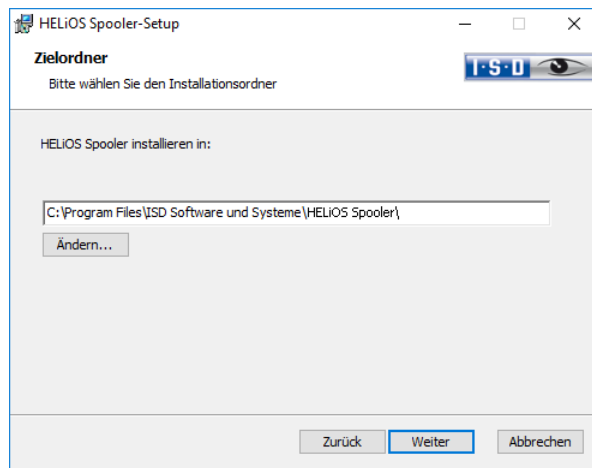 HELiOS Spooler-Setup
Zielordner
Bitte wählen Sie den Installationsordner
I·S·D
HELiOS Spooler installieren in:
C:\Program Files\ISD Software und Systeme\HELiOS Spooler\
Ändern...
Zurück
Weiter
Abbrechen